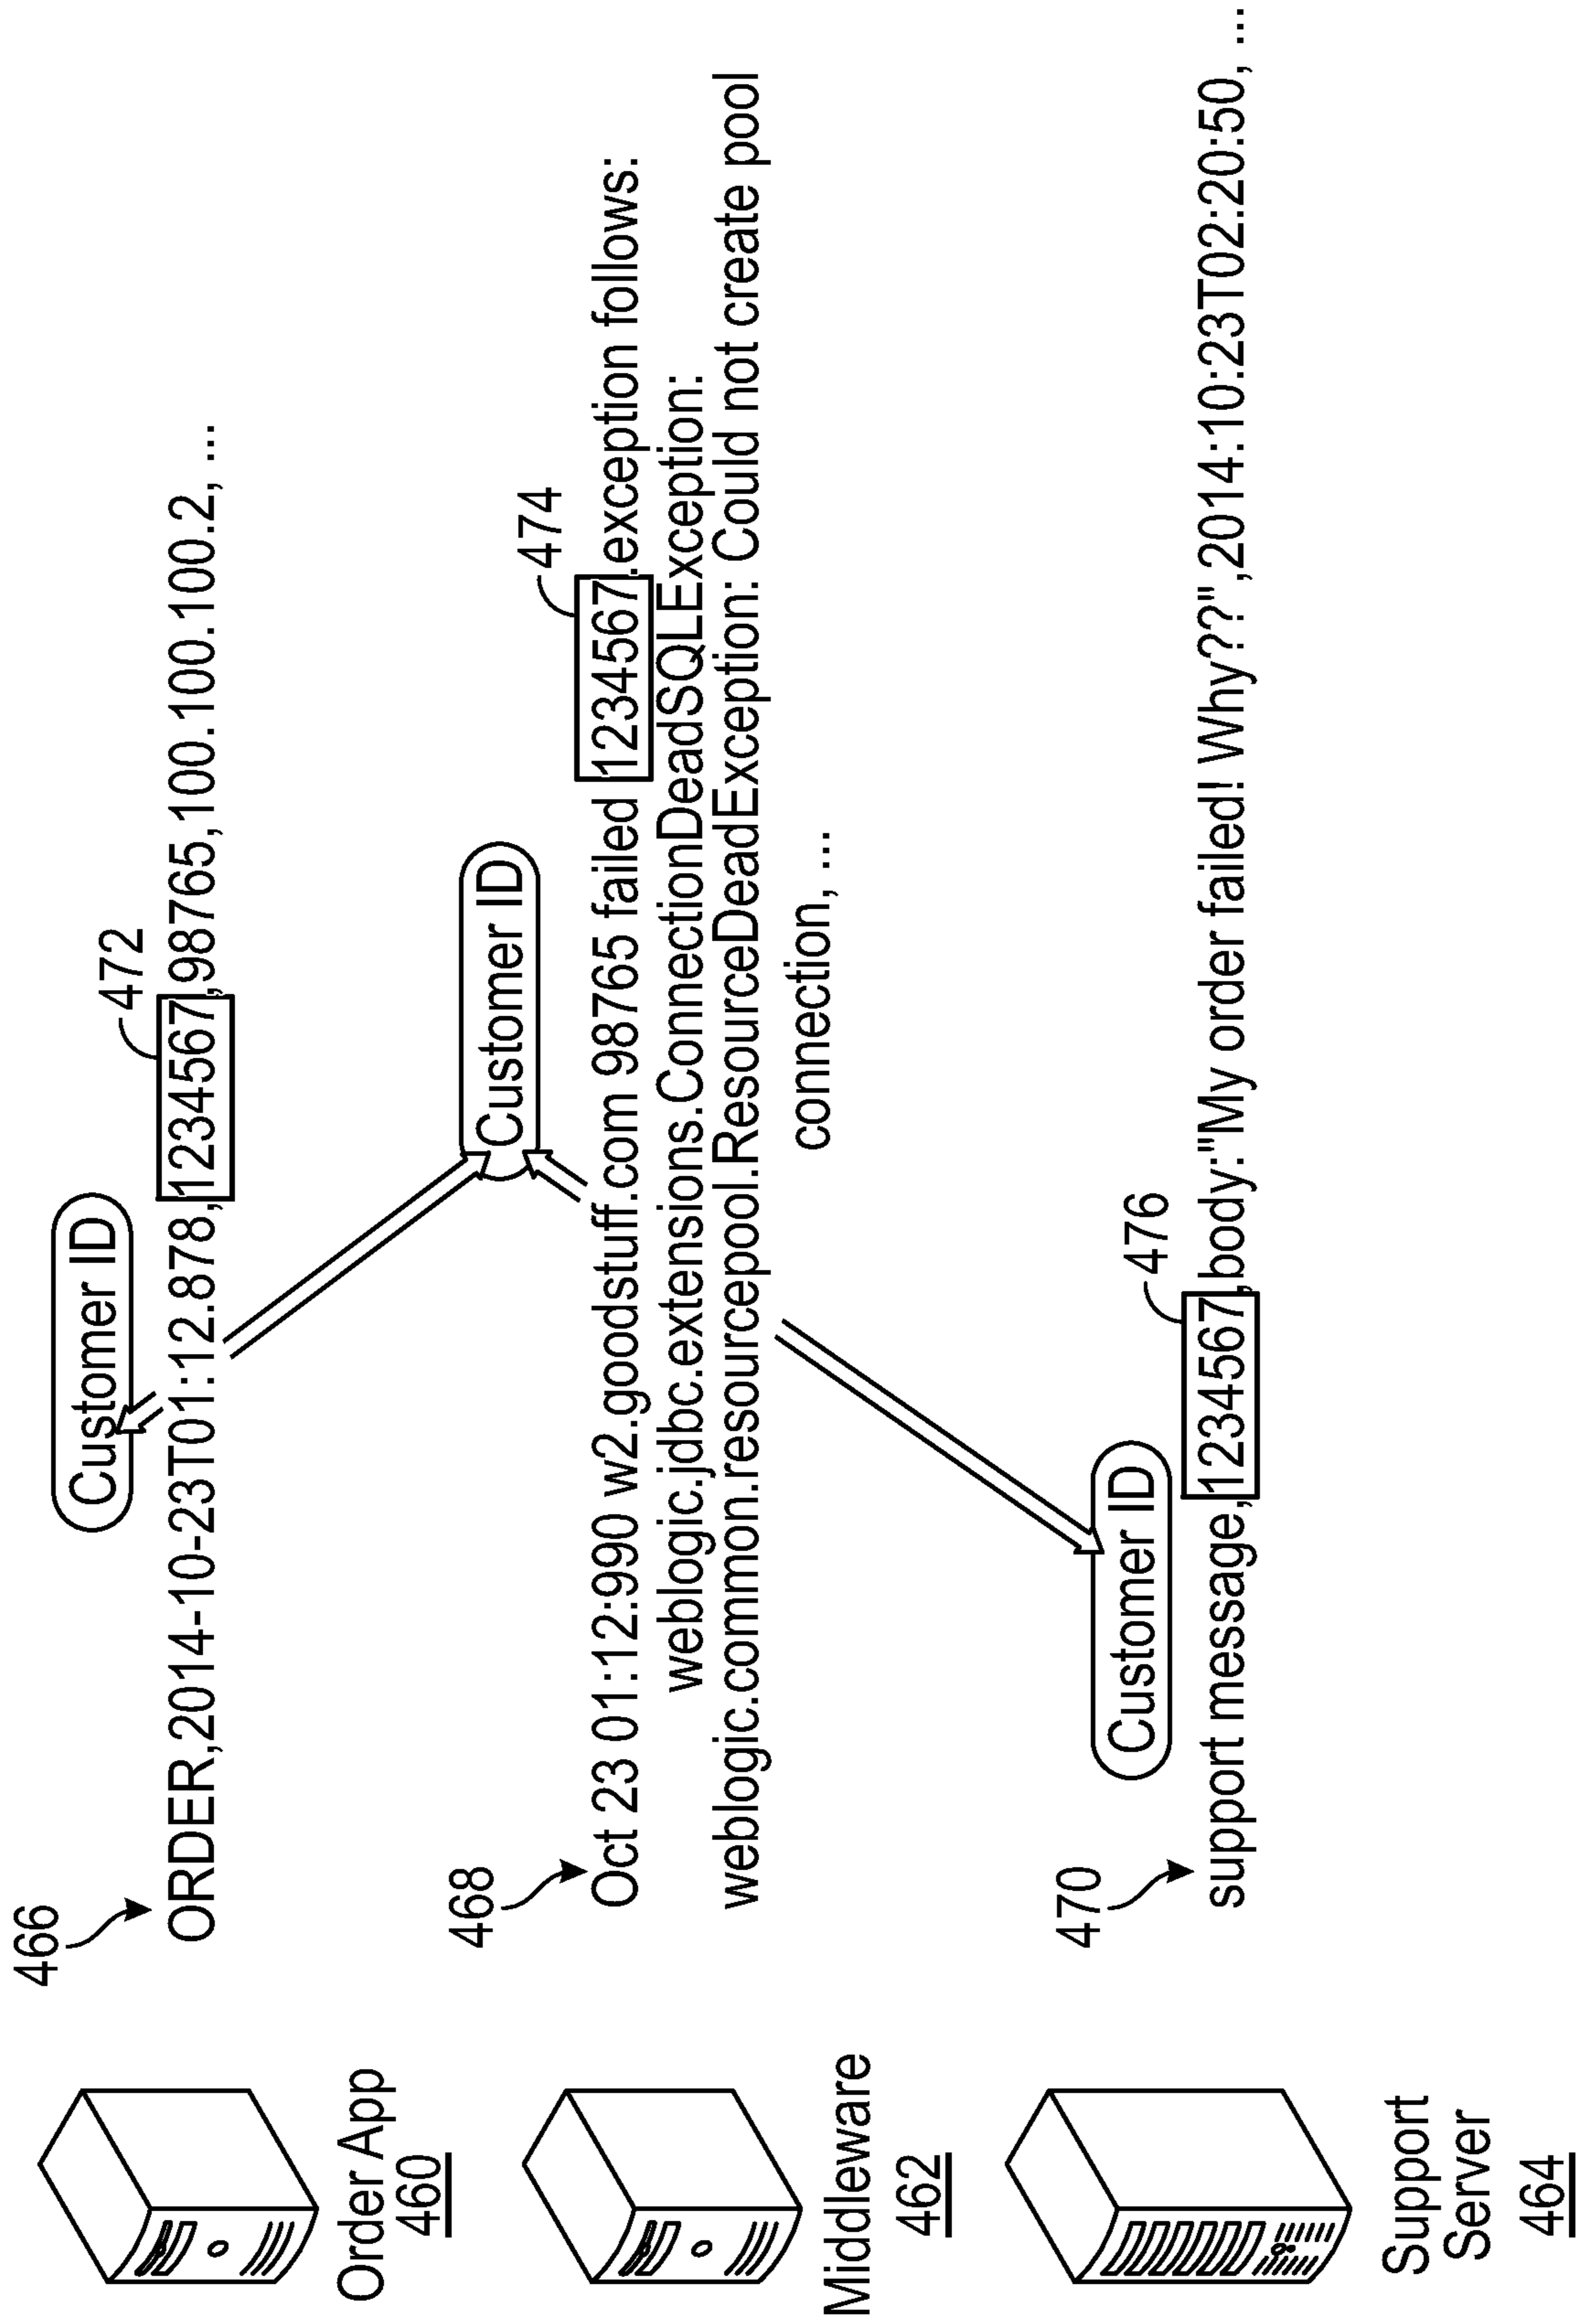 466
Customer ID
472
ORDER,2014-10-23T01:12.878,1234567,98765,100.100.100.2, ...
Order App
460
468
Customer ID
474
Oct 23 01:12:990 w2.goodstuff.com 98765 failed 1234567.exception follows:
weblogic.jdbc.extensions.ConnectionDeadSQLException:
weblogic.common.resourcepool.ResourceDeadException: Could not create pool
connection, ...
Middleware
462
470
Customer ID
476
support message,1234567,body:"My order failed! Why??",2014:10:23T02:20:50, ...
Support
Server
464